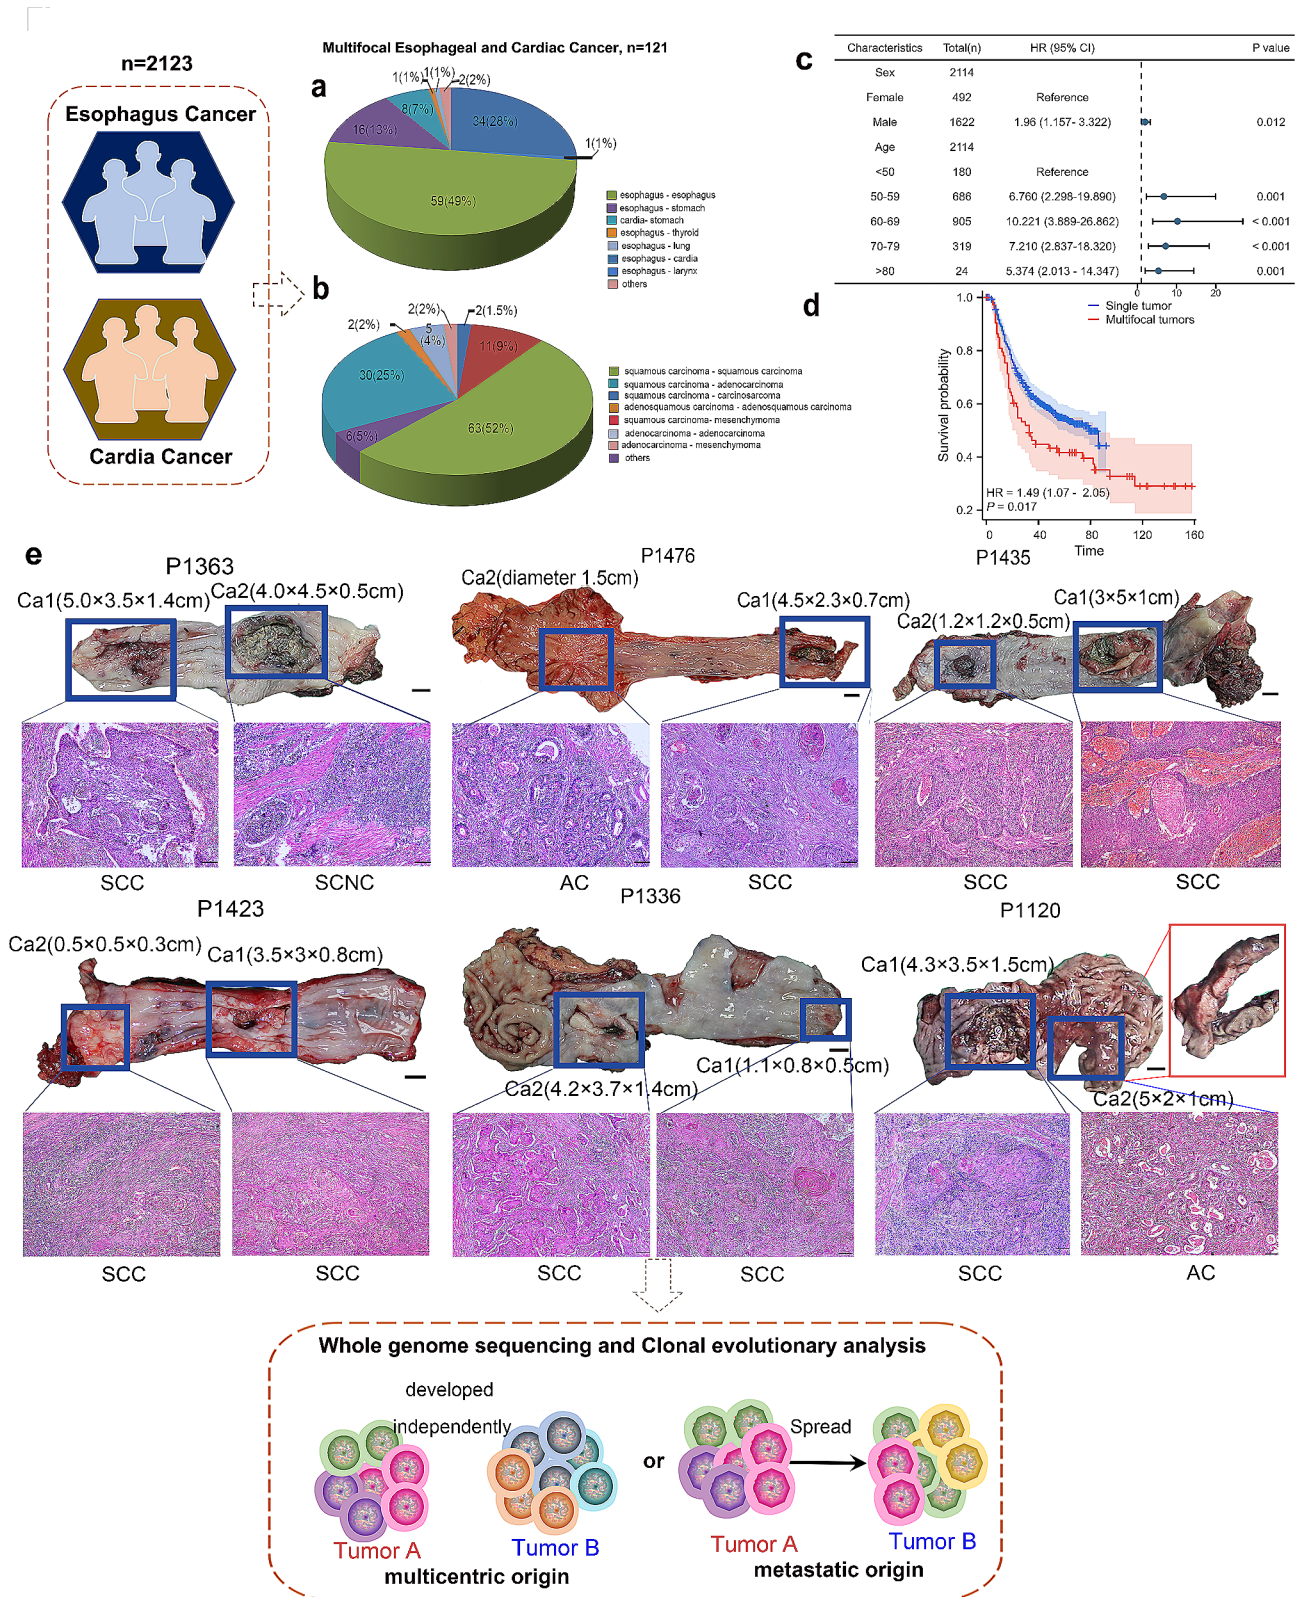 n=2123
Esophagus Cancer
Cardia Cancer
Multifocal Esophageal and Cardiac Cancer, n=121
a
1(1%)
1(1%)
2(2%)
8(7%)
16(13%)
34(28%)
1(1%)
59(49%)
esophagus - esophagus
esophagus - stomach
cardia- stomach
esophagus - thyroid
esophagus - lung
esophagus - cardia
esophagus - larynx
others
b
2(2%)
2(2%)
5
(4%)
2(1.5%)
11(9%)
30(25%)
6(5%)
63(52%)
squamous carcinoma - squamous carcinoma
squamous carcinoma - adenocarcinoma
squamous carcinoma - carcinosarcoma
adenosquamous carcinoma - adenosquamous carcinoma
squamous carcinoma- mesenchymoma
adenocarcinoma - adenocarcinoma
adenocarcinoma - mesenchymoma
others
c
Characteristics Total(n) HR (95% CI) P value
Sex 2114
Female 492 Reference
Male 1622 1.96 (1.157- 3.322) 0.012
Age 2114
<50 180 Reference
50-59 686 6.760 (2.298-19.890) 0.001
60-69 905 10.221 (3.889-26.862) < 0.001
70-79 319 7.210 (2.837-18.320) < 0.001
>80 24 5.374 (2.013 - 14.347) 0.001
0 10 20
d
Single tumor
Multifocal tumors
Survival probability
1.0
0.8
0.6
0.4
0.2
HR = 1.49 (1.07 - 2.05)
P = 0.017
0 40 80 120 160
Time
e
P1363
Ca1(5.0×3.5×1.4cm)
Ca2(4.0×4.5×0.5cm)
SCC
SCNC
P1476
Ca2(diameter 1.5cm)
Ca1(4.5×2.3×0.7cm)
AC
SCC
P1435
Ca2(1.2×1.2×0.5cm)
Ca1(3×5×1cm)
SCC
SCC
P1423
Ca2(0.5×0.5×0.3cm)
Ca1(3.5×3×0.8cm)
SCC
SCC
P1336
Ca2(4.2×3.7×1.4cm)
Ca1(1.1×0.8×0.5cm)
SCC
SCC
P1120
Ca1(4.3×3.5×1.5cm)
Ca2(5×2×1cm)
SCC
AC
Whole genome sequencing and Clonal evolutionary analysis
developed
independently
Tumor A
Tumor B
multicentric origin
or
Spread
Tumor A
Tumor B
metastatic origin